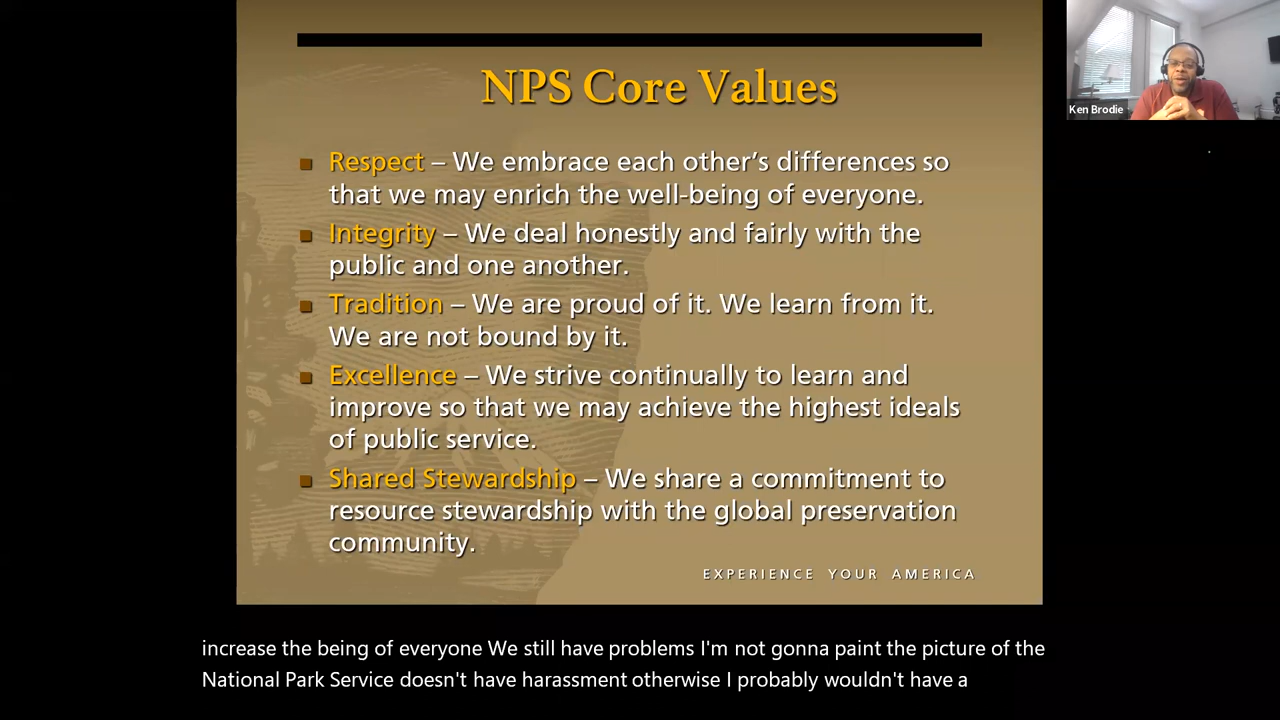 NPS Core Values
Respect – We embrace each other's differences so
that we may enrich the well-being of everyone.
Integrity – We deal honestly and fairly with the
public and one another.
Tradition – We are proud of it. We learn from it.
We are not bound by it.
Excellence – We strive continually to learn and
improve so that we may achieve the highest ideals
of public service.
Shared Stewardship – We share a commitment to
resource stewardship with the global preservation
community.
EXPERIENCE YOUR AMERICA
Ken Brodie
increase the being of everyone We still have problems I'm not gonna paint the picture of the
National Park Service doesn't have harassment otherwise I probably wouldn't have a